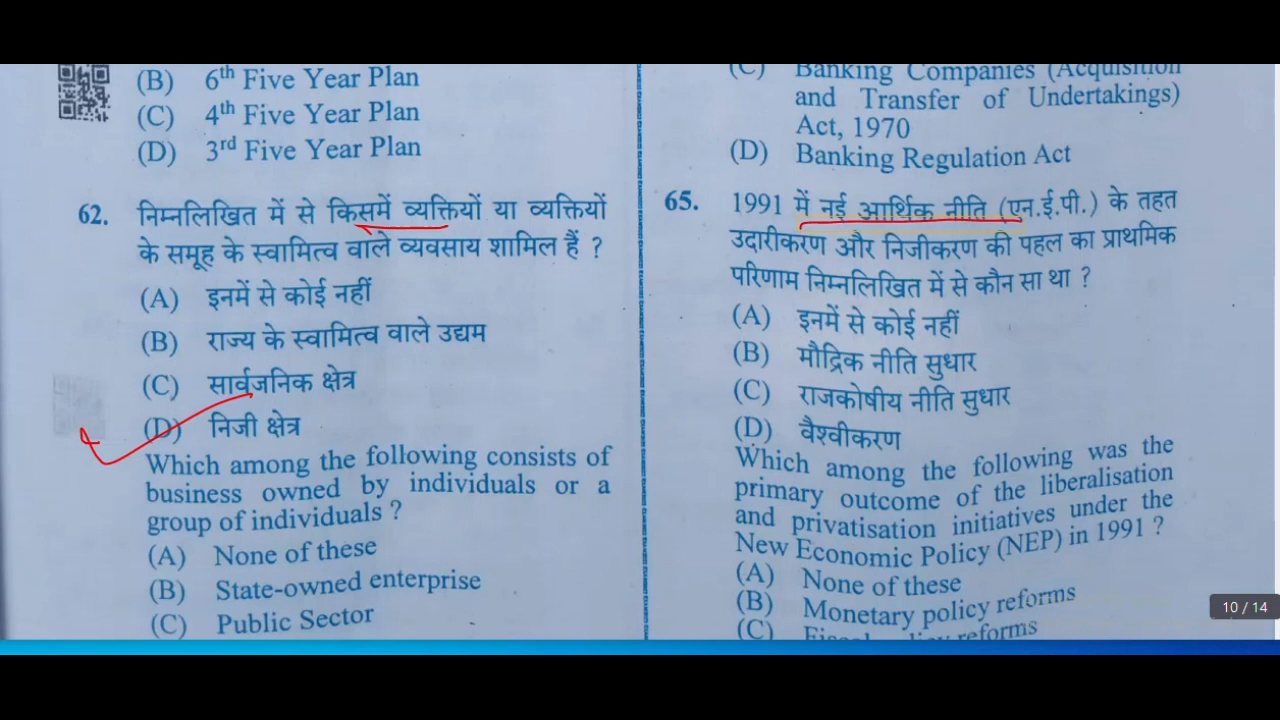 (B) 6th Five Year Plan
(C) 4th Five Year Plan
(D) 3rd Five Year Plan
62. निम्नलिखित में से किसमें व्यक्तियों या व्यक्तियों
के समूह के स्वामित्व वाले व्यवसाय शामिल हैं ?
(A) इनमें से कोई नहीं
(B) राज्य के स्वामित्व वाले उद्यम
(C) सार्वजनिक क्षेत्र
(D) निजी क्षेत्र
Which among the following consists of
business owned by individuals or a
group of individuals ?
(A) None of these
(B) State-owned enterprise
(C) Public Sector
(C) Banking Companies (Acquisition
and Transfer of Undertakings)
Act, 1970
(D) Banking Regulation Act
65. 1991 में नई आर्थिक नीति (एन.ई.पी.) के तहत
उदारीकरण और निजीकरण की पहल का प्राथमिक
परिणाम निम्नलिखित में से कौन सा था ?
(A) इनमें से कोई नहीं
(B) मौद्रिक नीति सुधार
(C) राजकोषीय नीति सुधार
(D) वैश्वीकरण
Which among the following was the
primary outcome of the liberalisation
and privatisation initiatives under the
New Economic Policy (NEP) in 1991 ?
(A) None of these
(B) Monetary policy reforms
(C) reforms
10 / 14